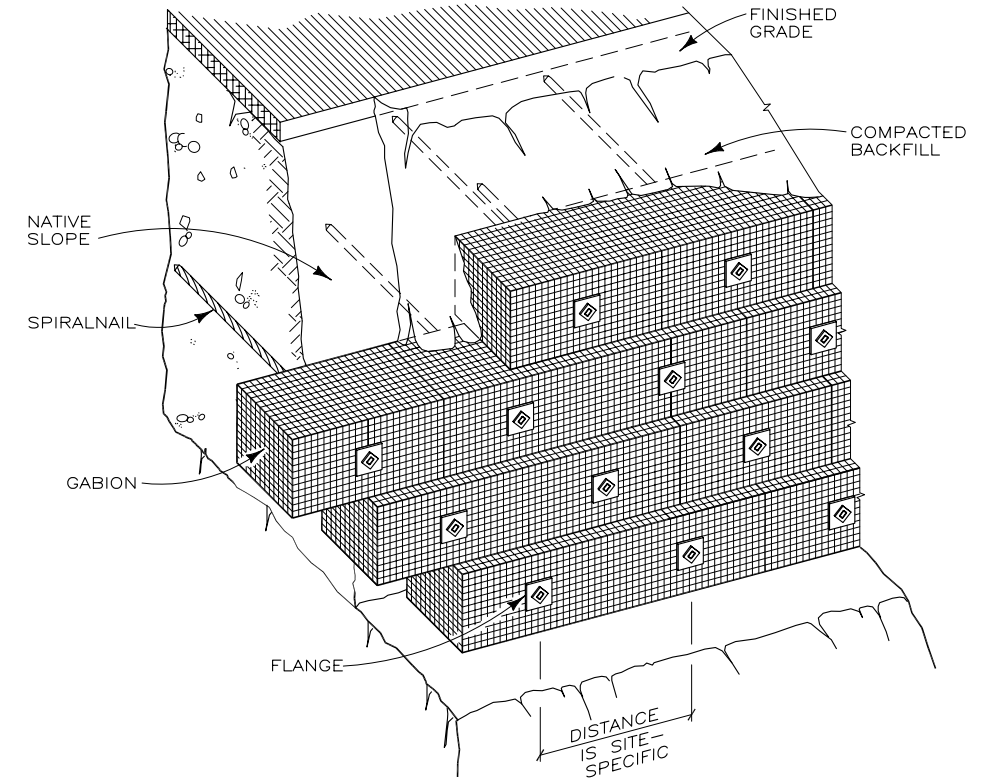 FINISHED
GRADE
COMPACTED
BACKFILL
NATIVE
SLOPE
SPIRALNAIL
GABION
FLANGE
DISTANCE
IS SITE-
SPECIFIC